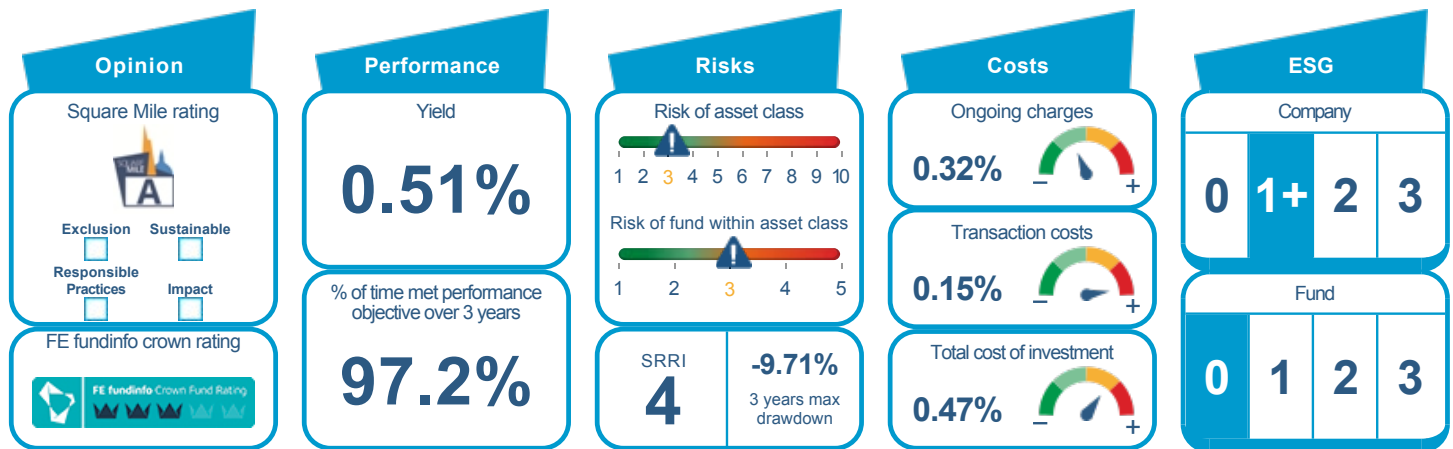 Opinion
Square Mile rating
SQUARE
MILE
A
Exclusion
Sustainable
Responsible
Practices
Impact
FE fundinfo crown rating
FE fundinfo Crown Fund Rating
Performance
Yield
0.51%
% of time met performance
objective over 3 years
97.2%
Risks
Risk of asset class
1 2 3 4 5 6 7 8 9 10
Risk of fund within asset class
1 2 3 4 5
SRRI
4
-9.71%
3 years max
drawdown
Costs
Ongoing charges
0.32%
– +
Transaction costs
0.15%
– +
Total cost of investment
0.47%
– +
ESG
Company
0 1+ 2 3
Fund
0 1 2 3